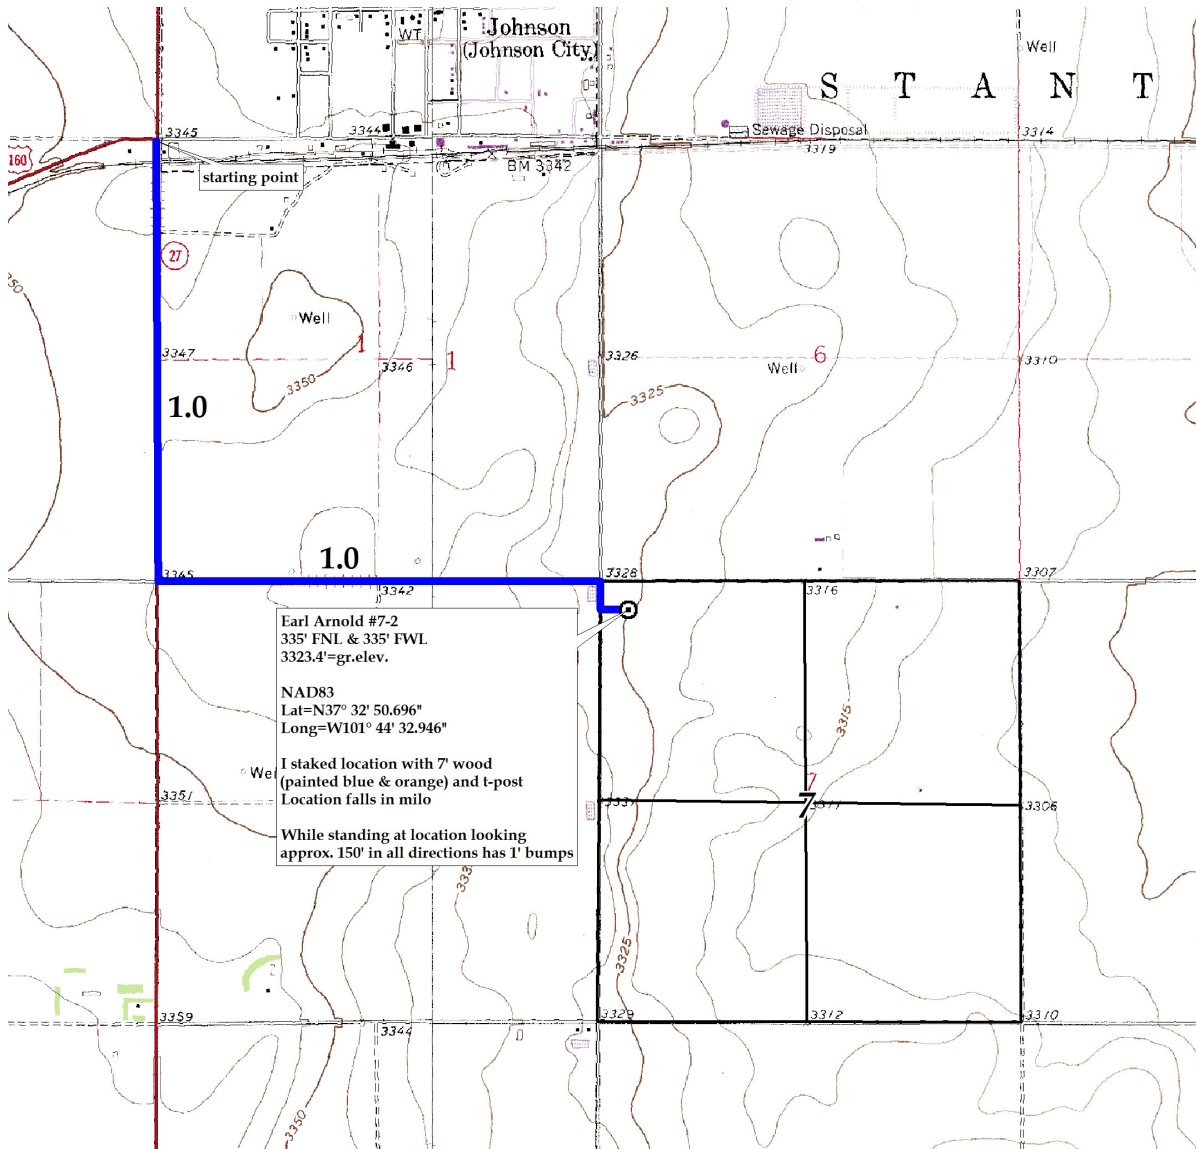 Johnson
(Johnson City)
WT
Well
S T A N T
3345
3344
Sewage Disposal
3319
3314
160
starting point
BM 3342
27
50
Well
3347
1
3346
1
3350
3326
Well
6
3310
3325
1.0
1.0
3345
3342
3328
3316
3307
Earl Arnold #7-2
335' FNL & 335' FWL
3323.4'=gr.elev.
NAD83
Lat=N37° 32' 50.696"
Long=W101° 44' 32.946"
I staked location with 7' wood
(painted blue & orange) and t-post
Location falls in milo
While standing at location looking
approx. 150' in all directions has 1' bumps
3315
Wel
3351
7
7
3306
3325
3359
3344
3329
3312
3310
3350